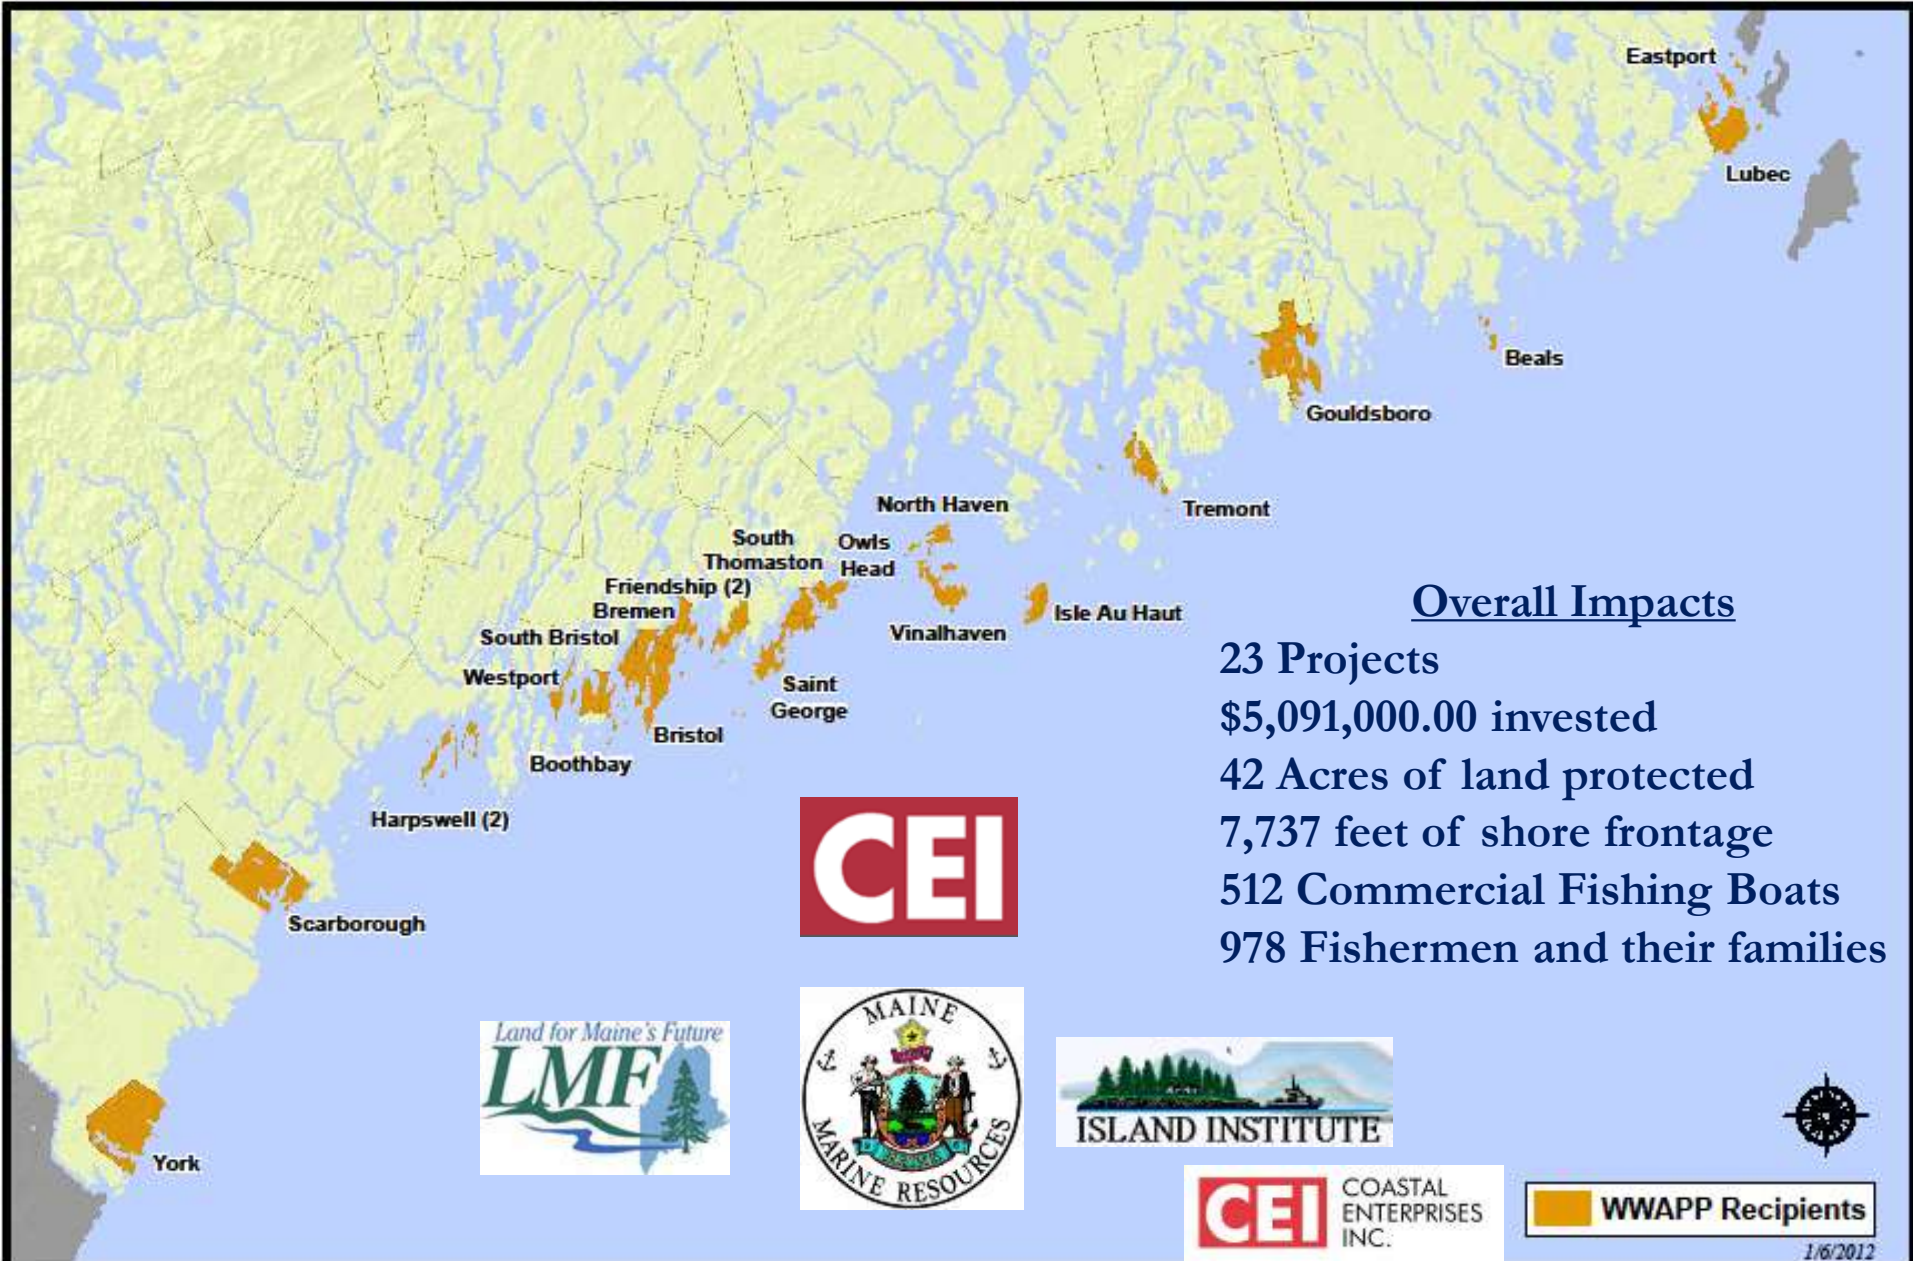 Eastport
Lubec
Beals
Gouldsboro
Tremont
North Haven
South
Thomaston
Owls
Head
Friendship (2)
Bremen
Isle Au Haut
South Bristol
Vinalhaven
Westport
Saint
George
Bristol
Boothbay
Harpswell (2)
Scarborough
York
Overall Impacts
23 Projects
$5,091,000.00 invested
42 Acres of land protected
7,737 feet of shore frontage
512 Commercial Fishing Boats
978 Fishermen and their families
CEI
Land for Maine's Future
LMF
MAINE
MARINE RESOURCES
ISLAND INSTITUTE
CEI
COASTAL
ENTERPRISES
INC.
WWAPP Recipients
1/6/2012